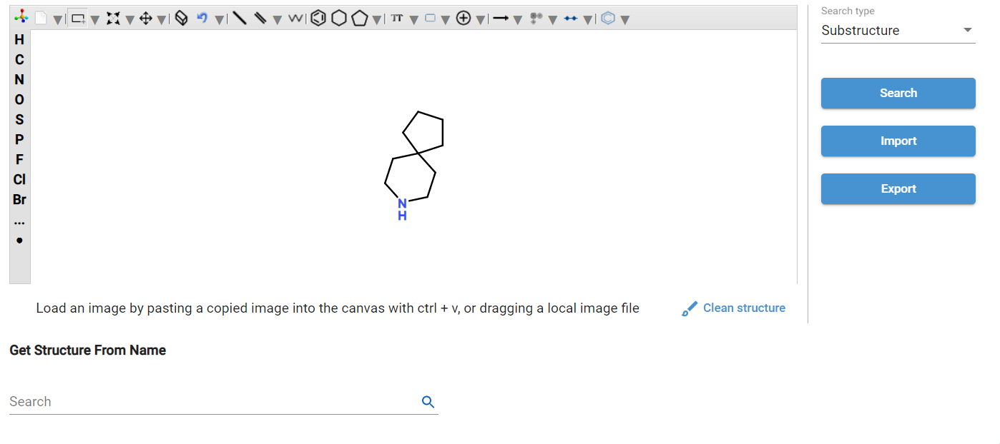 Search type
Substructure
TT
H
C
N
O
S
P
F
Cl
Br
...
N
H
Search
Import
Export
Load an image by pasting a copied image into the canvas with ctrl + v, or dragging a local image file
Clean structure
Get Structure From Name
Search